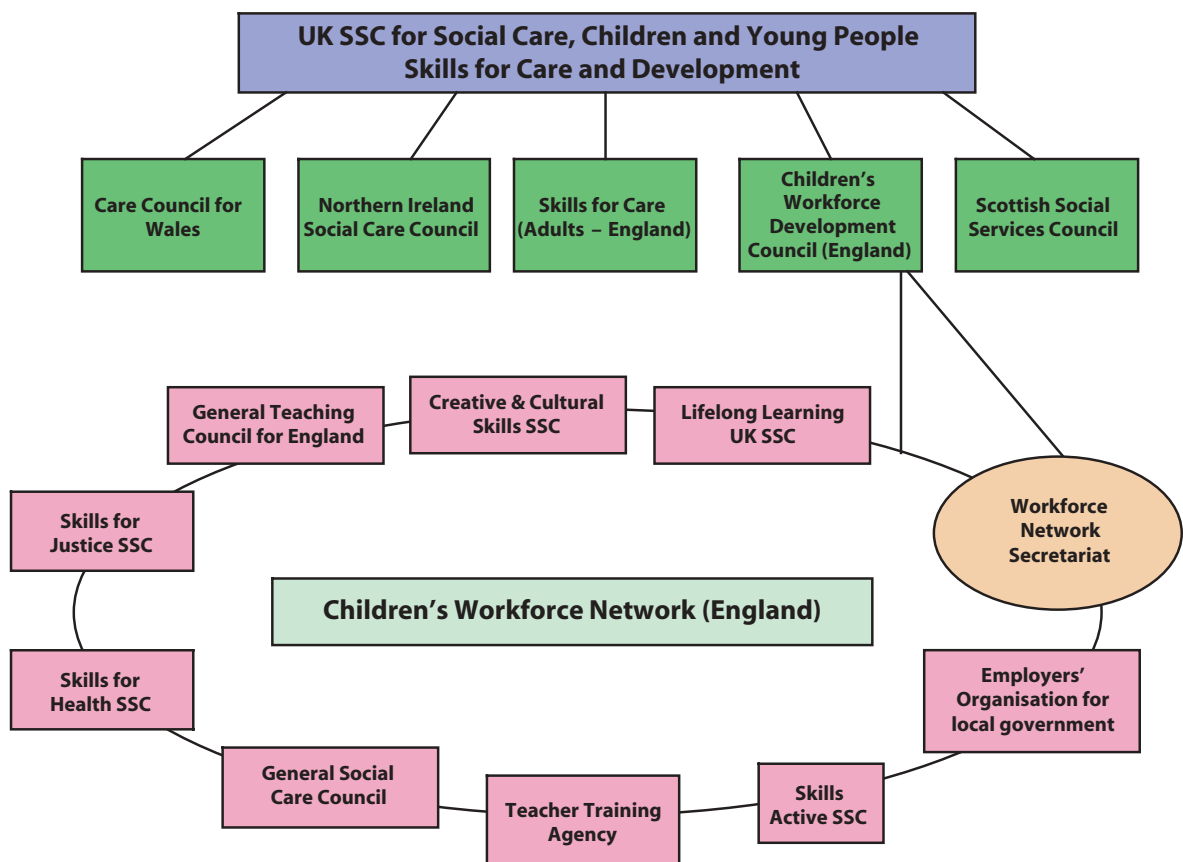 UK SSC for Social Care, Children and Young People
Skills for Care and Development
Care Council for
Wales
Northern Ireland
Social Care Council
Skills for Care
(Adults – England)
Children’s
Workforce
Development
Council (England)
Scottish Social
Services Council
General Teaching
Council for England
Creative & Cultural
Skills SSC
Lifelong Learning
UK SSC
Skills for
Justice SSC
Workforce
Network
Secretariat
Children’s Workforce Network (England)
Skills for
Health SSC
Employers’
Organisation for
local government
General Social
Care Council
Teacher Training
Agency
Skills
Active SSC